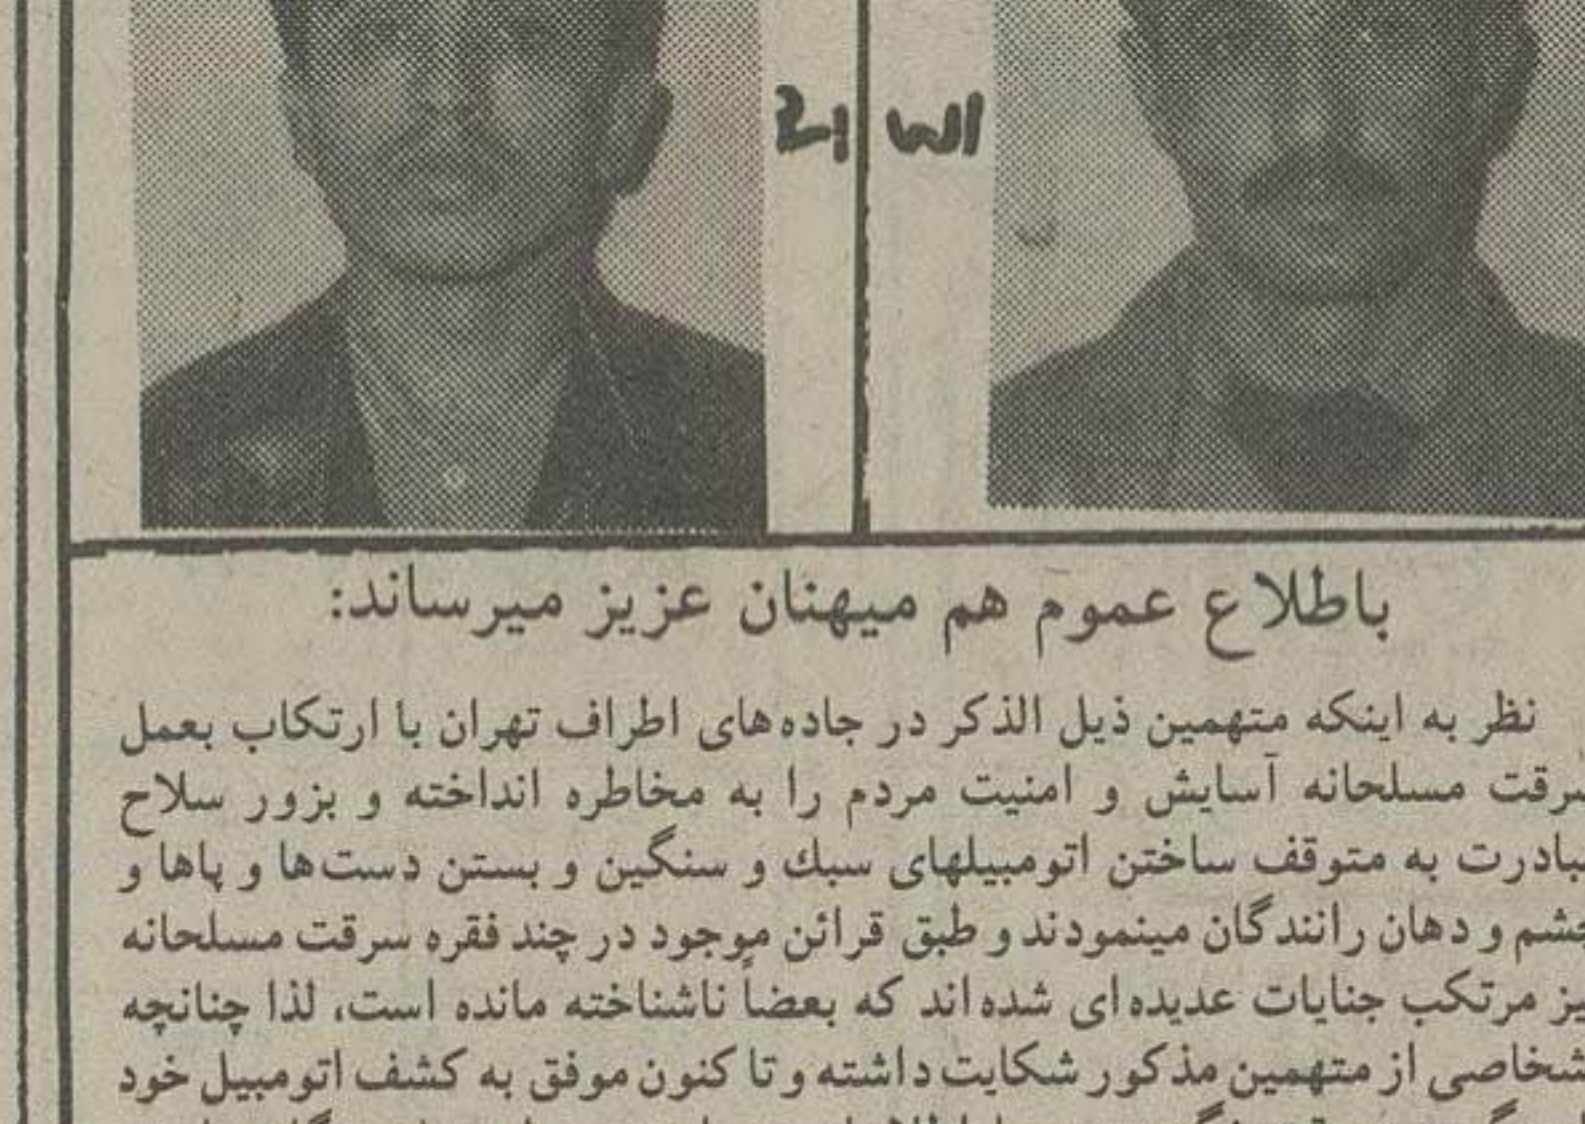 باطلاع عموم هم میهنان عزیز میرساند:
نظر به اینکه متهمین ذیل الذکر در جاده‌های اطراف تهران با ارتکاب بعمل
سرقت مسلحانه آسایش و امنیت مردم را به مخاطره انداخته و بزور سلاح
مبادرت به متوقف ساختن اتومبیلهای سبك و سنگین و بستن دست‌ها و پاها و
چشم و دهان رانندگان مینمودند و طبق قرائن موجود در چند فقره سرقت مسلحانه
نیز مرتکب جنایات عدیده‌ای شده‌اند که بعضاً ناشناخته مانده است، لذا چنانچه
اشخاصی از متهمین مذکور شکایت داشته و تا کنون موفق به کشف اتومبیل خود